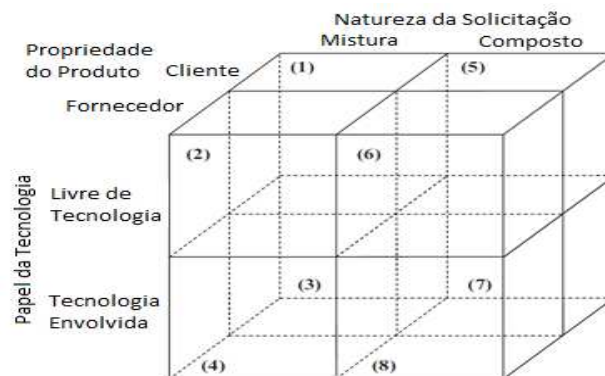 Natureza da Solicitação
Mistura Composto
Propriedade
do Produto Cliente
Fornecedor
(1)
(5)
(2)
(6)
Papel da Tecnologia
Livre de
Tecnologia
Tecnologia
Envolvida
(3)
(7)
(4)
(8)